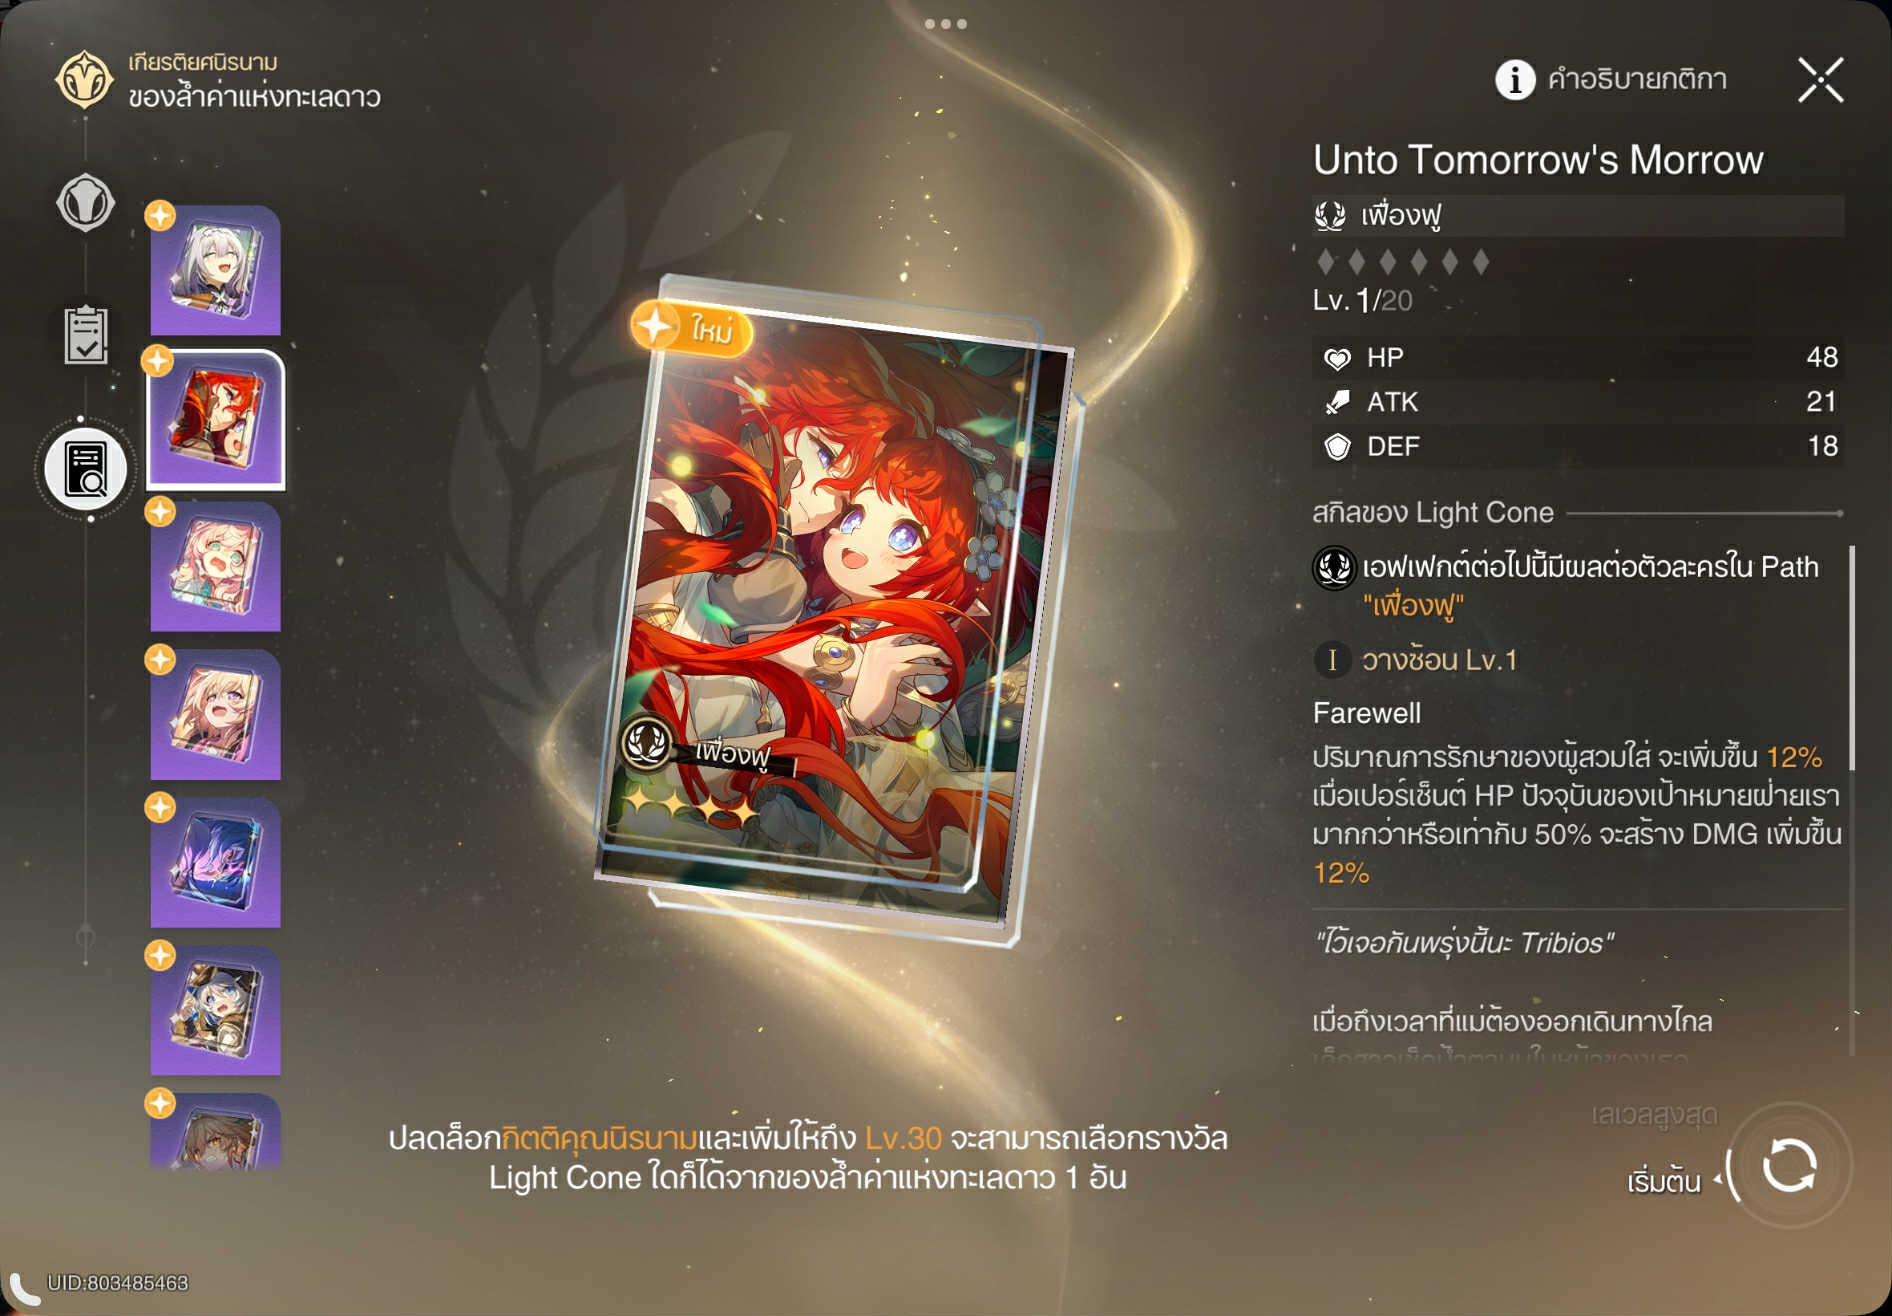 เกียรติยศนิรนาม
ของล้ำค่าแห่งทะเลดาว
คำอธิบายกติกา
Unto Tomorrow's Morrow
เฟื่องฟู
Lv.1/20
HP 48
ATK 21
DEF 18
สกิลของ Light Cone
เอฟเฟกต์ต่อไปนี้มีผลต่อตัวละครใน Path
"เฟื่องฟู"
I วางซ้อน Lv.1
Farewell
ปริมาณการรักษาของผู้สวมใส่ จะเพิ่มขึ้น 12%
เมื่อเปอร์เซ็นต์ HP ปัจจุบันของเป้าหมายฝ่ายเรา
มากกว่าหรือเท่ากับ 50% จะสร้าง DMG เพิ่มขึ้น
12%
"ไว้เจอกันพรุ่งนี้นะ Tribios"
เมื่อถึงเวลาที่แม่ต้องออกเดินทางไกล
ใหม่
เฟื่องฟู
ปลดล็อกกิตติคุณนิรนามและเพิ่มให้ถึง Lv.30 จะสามารถเลือกรางวัล
Light Cone ใดก็ได้จากของล้ำค่าแห่งทะเลดาว 1 อัน
เลเวลสูงสุด
เริ่มต้น
UID:803485463